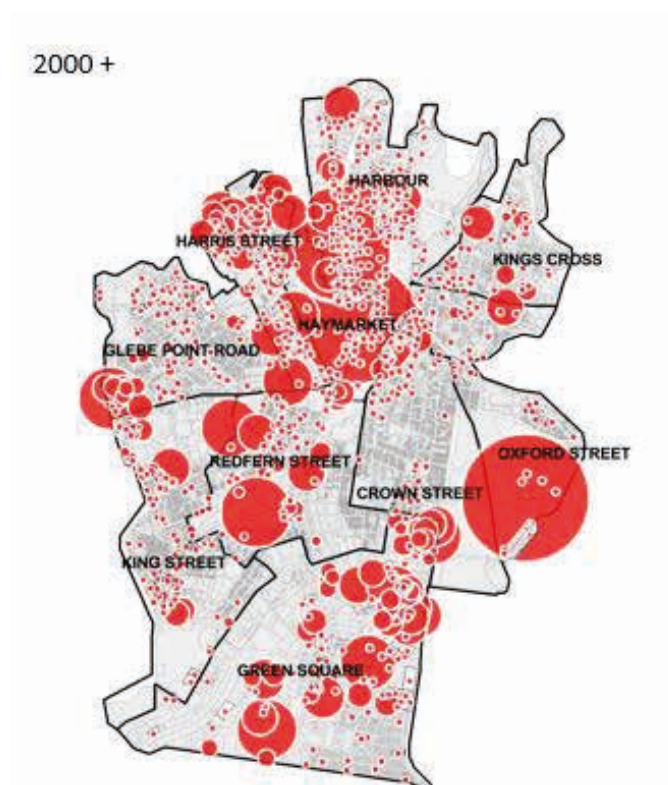 2000 +
HARBOUR
HARRIS STREET
KINGS CROSS
HAYMARKET
GLEBE POINT ROAD
OXFORD STREET
REDFERN STREET
CROWN STREET
KING STREET
GREEN SQUARE